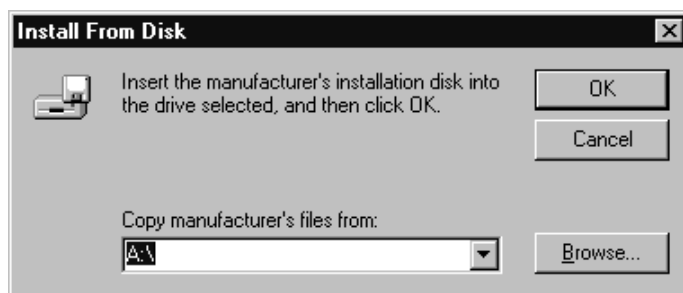 Install From Disk
Insert the manufacturer's installation disk into
the drive selected, and then click OK.
OK
Cancel
Copy manufacturer's files from:
A:\
Browse...